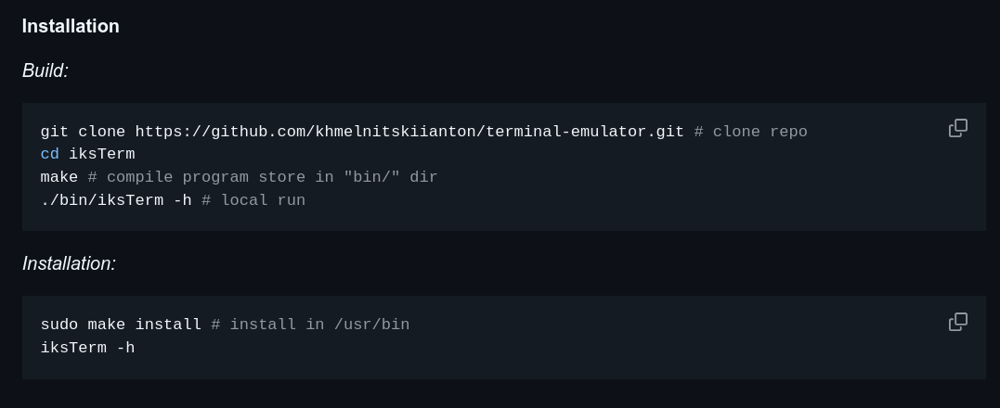 Installation
Build:
git clone https://github.com/khmelnitskiianton/terminal-emulator.git # clone repo
cd iksTerm
make # compile program store in "bin/" dir
./bin/iksTerm -h # local run
Installation:
sudo make install # install in /usr/bin
iksTerm -h